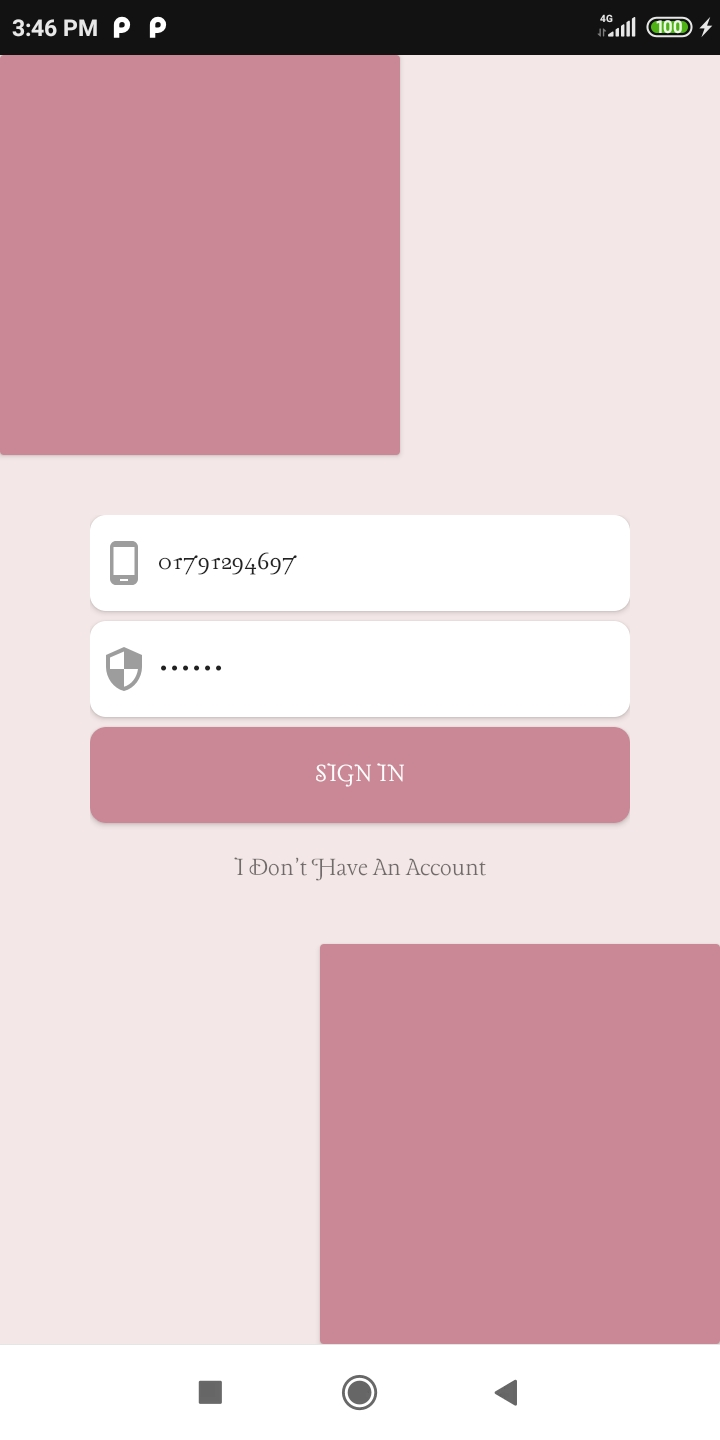 3:46 PM
4G
100
01791294697
••••••
SIGN IN
I Don't Have An Account